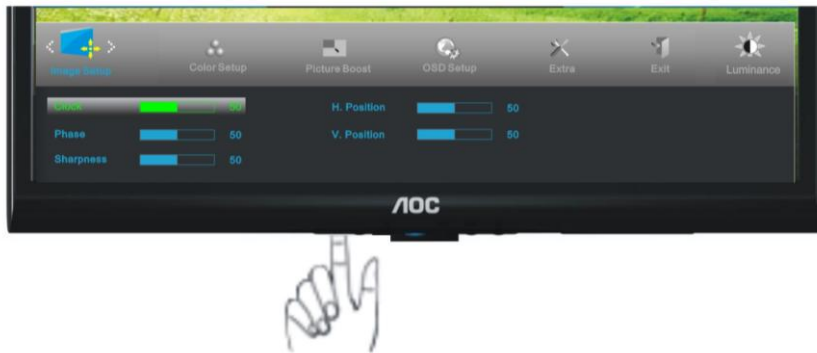 Image Setup Color Setup Picture Boost OSD Setup Extra Exit Luminance
Clock 50 H. Position 50
Phase 50 V. Position 50
Sharpness 50
AOC